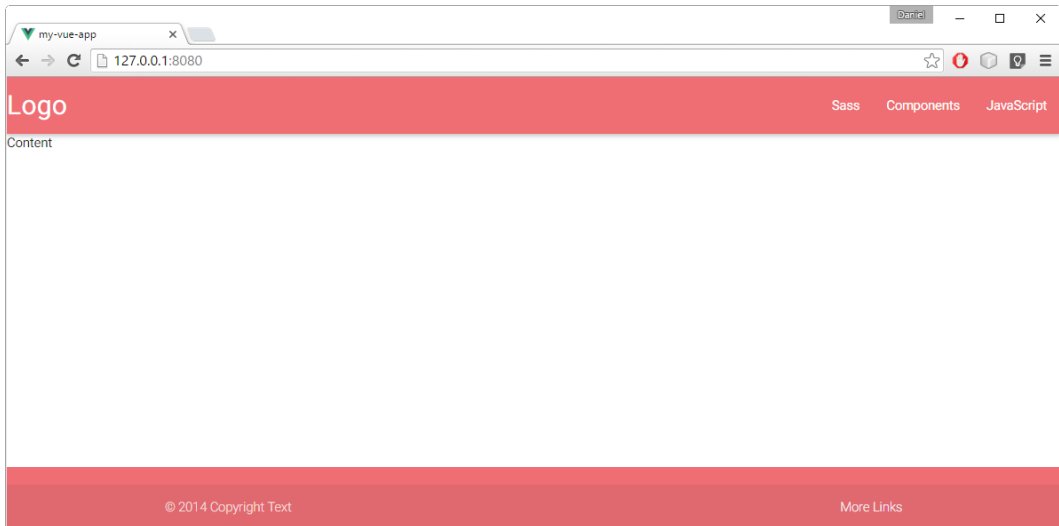 Daniel
my-vue-app
127.0.0.1:8080
Logo Sass Components JavaScript
Content
© 2014 Copyright Text More Links